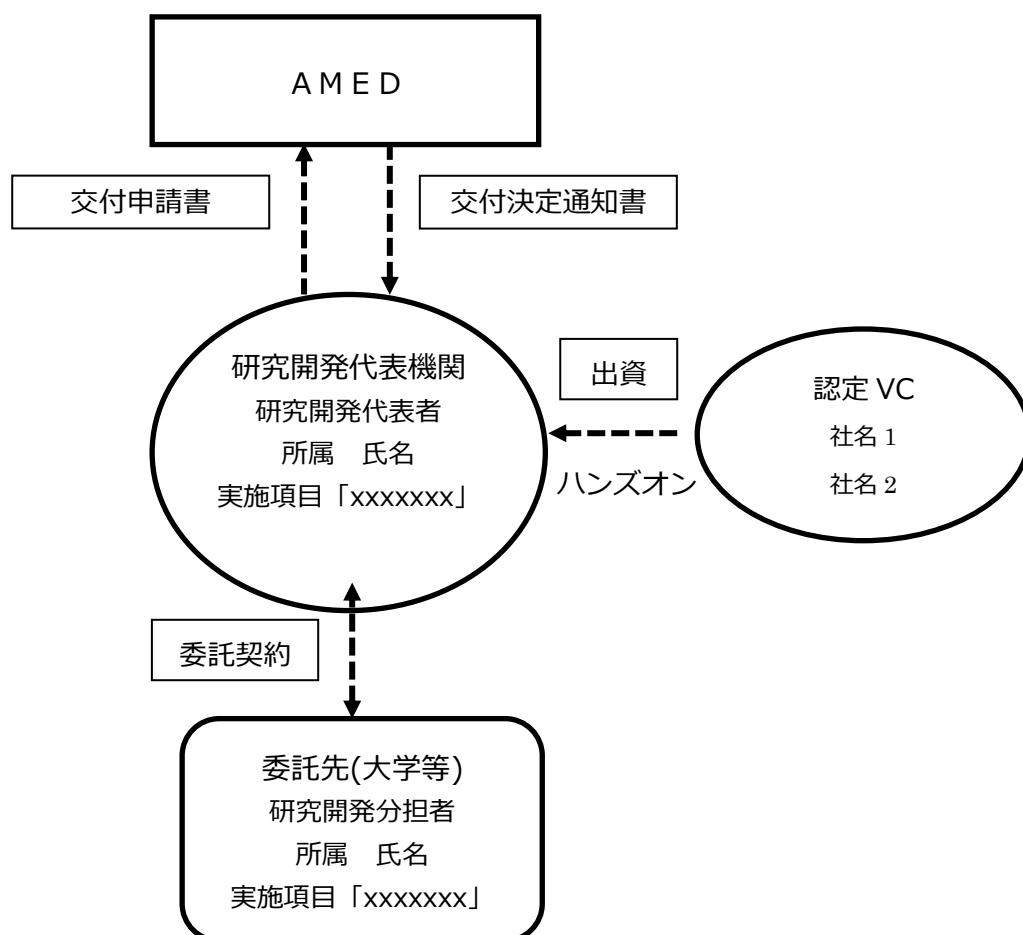 AMED
交付申請書
交付決定通知書
研究開発代表機関
研究開発代表者
所属　氏名
実施項目「xxxxxxx」
出資
ハンズオン
認定 VC
社名 1
社名 2
委託契約
委託先(大学等)
研究開発分担者
所属　氏名
実施項目「xxxxxxx」